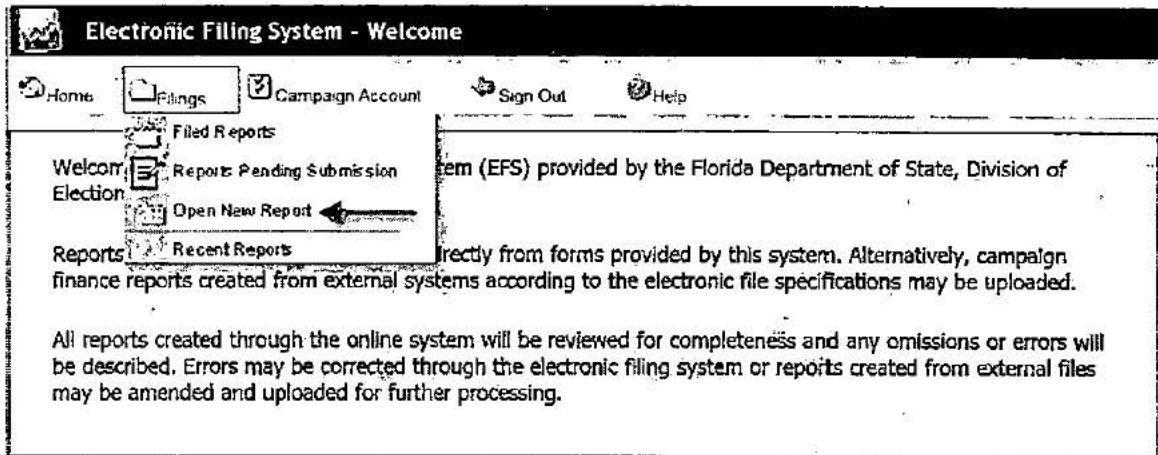 Electronic Filing System - Welcome
Home Filings Campaign Account Sign Out Help
Filed Reports
Reports Pending Submission
Open New Report
Recent Reports
Welcom em (EFS) provided by the Florida Department of State, Division of
Election
Reports rectly from forms provided by this system. Alternatively, campaign
finance reports created from external systems according to the electronic file specifications may be uploaded.
All reports created through the online system will be reviewed for completeness and any omissions or errors will
be described. Errors may be corrected through the electronic filing system or reports created from external files
may be amended and uploaded for further processing.